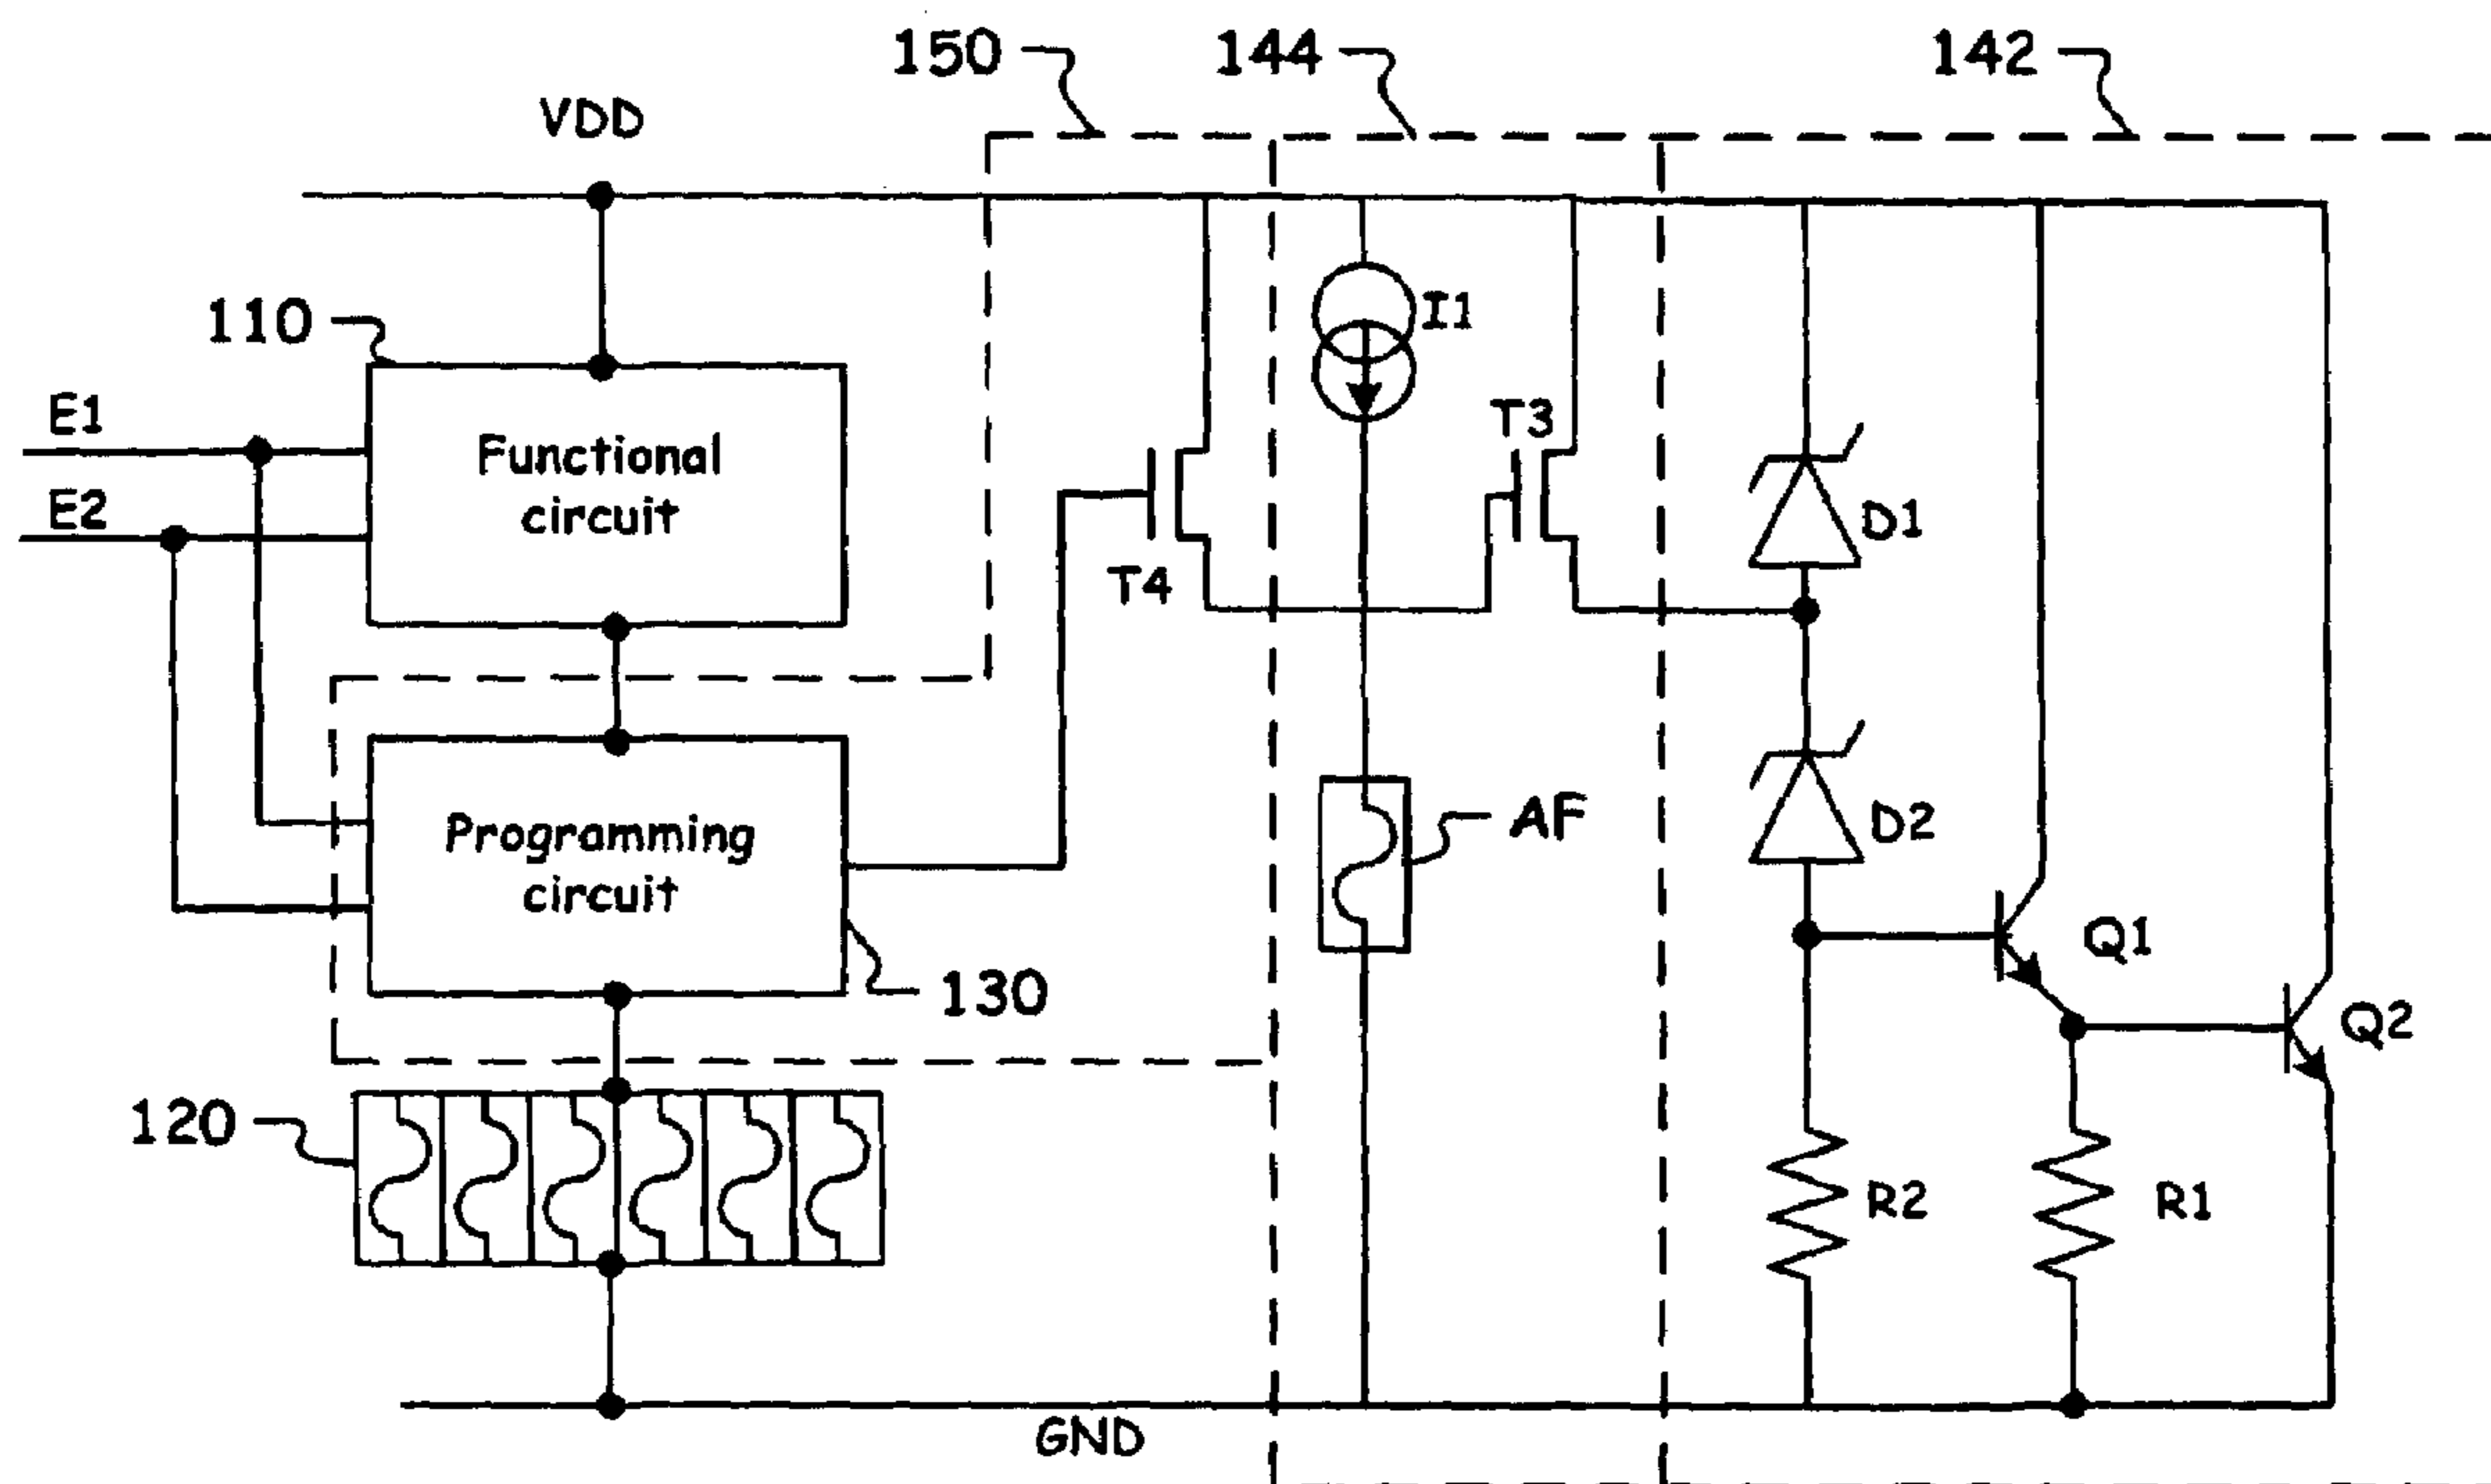 150
144
142
VDD
110
I1
E1
T3
Functional
circuit
E2
D1
T4
Programming
circuit
AF
D2
Q1
130
Q2
120
R2
R1
GND